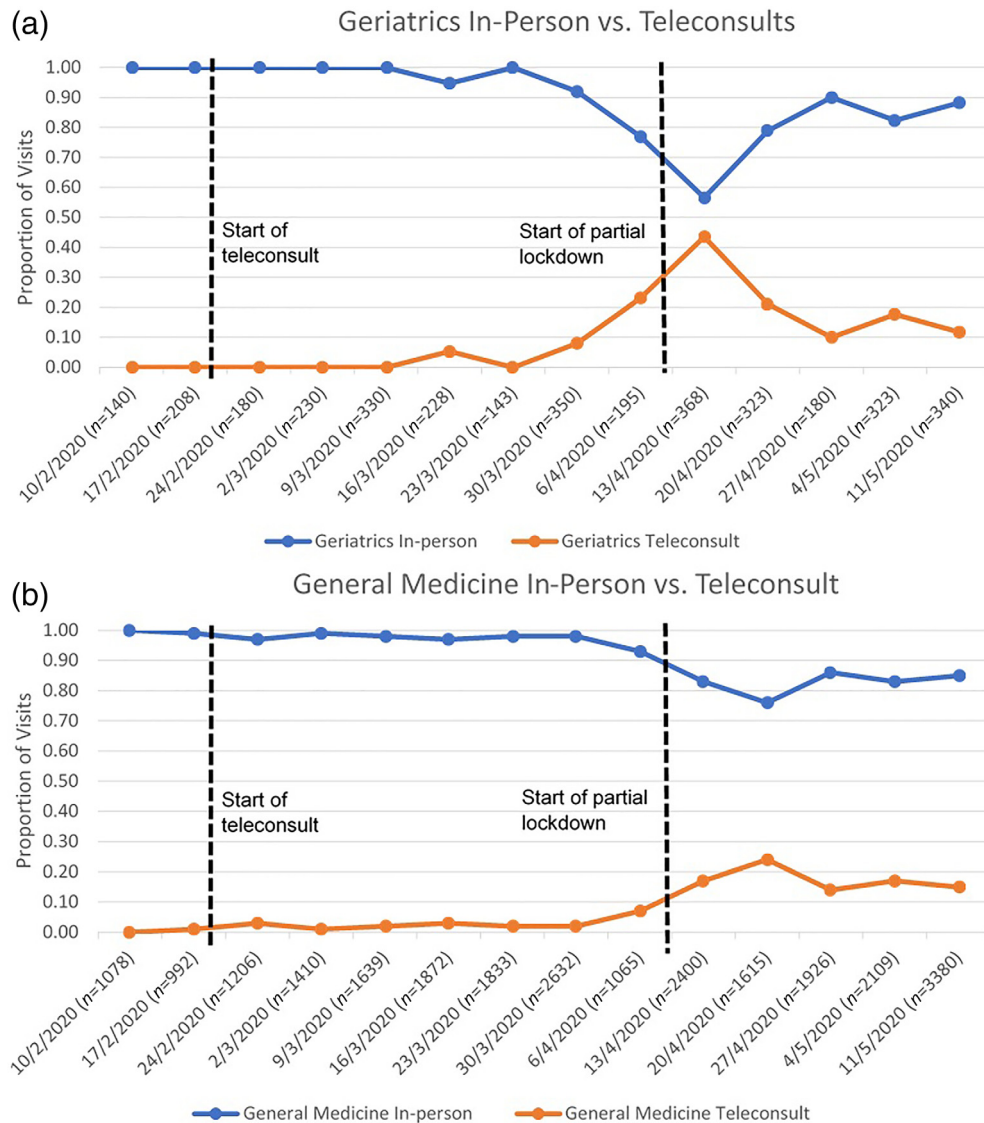 (a)
Geriatrics In-Person vs. Teleconsults
Proportion of Visits
1.00
0.90
0.80
0.70
0.60
0.50
0.40
0.30
0.20
0.10
0.00
Start of
teleconsult
Start of partial
lockdown
10/2/2020 (n=140)
17/2/2020 (n=208)
24/2/2020 (n=180)
2/3/2020 (n=230)
9/3/2020 (n=330)
16/3/2020 (n=228)
23/3/2020 (n=143)
30/3/2020 (n=350)
6/4/2020 (n=195)
13/4/2020 (n=368)
20/4/2020 (n=323)
27/4/2020 (n=180)
4/5/2020 (n=323)
11/5/2020 (n=340)
Geriatrics In-person
Geriatrics Teleconsult
(b)
General Medicine In-Person vs. Teleconsult
Proportion of Visits
1.00
0.90
0.80
0.70
0.60
0.50
0.40
0.30
0.20
0.10
0.00
Start of
teleconsult
Start of partial
lockdown
10/2/2020 (n=1078)
17/2/2020 (n=992)
24/2/2020 (n=1206)
2/3/2020 (n=1410)
9/3/2020 (n=1639)
16/3/2020 (n=1872)
23/3/2020 (n=1833)
30/3/2020 (n=2632)
6/4/2020 (n=1065)
13/4/2020 (n=2400)
20/4/2020 (n=1615)
27/4/2020 (n=1926)
4/5/2020 (n=2109)
11/5/2020 (n=3380)
General Medicine In-person
General Medicine Teleconsult